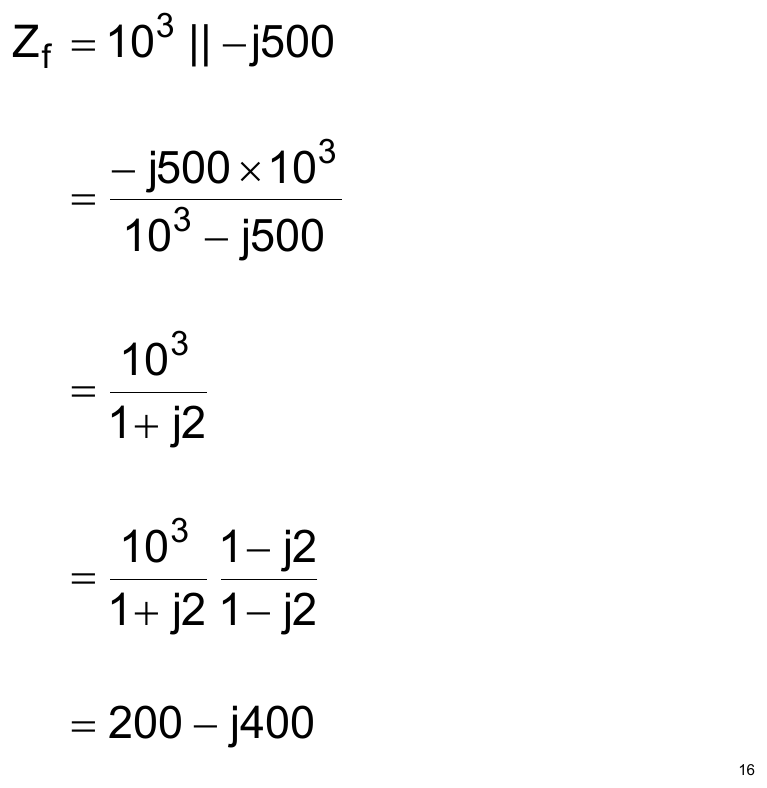 Z_f = 10^3 || −j500
= (− j500 × 10^3) / (10^3 − j500)
= 10^3 / (1 + j2)
= 10^3 / (1 + j2) (1 − j2) / (1 − j2)
= 200 − j400
16